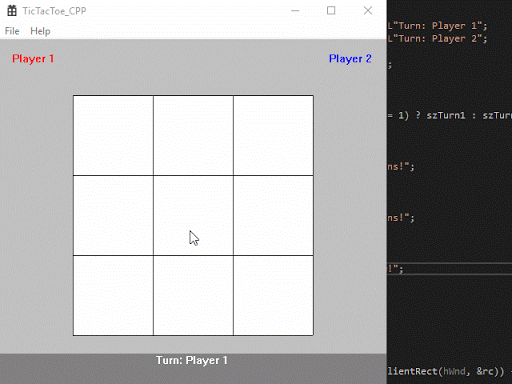 TicTacToe_CPP
File Help
Player 1 Player 2
Turn: Player 1
L"Turn: Player 1";
L"Turn: Player 2";
;
= 1) ? szTurn1 : szTurn
ns!";
ns!";
!";
lientRect(hWnd, &rc))